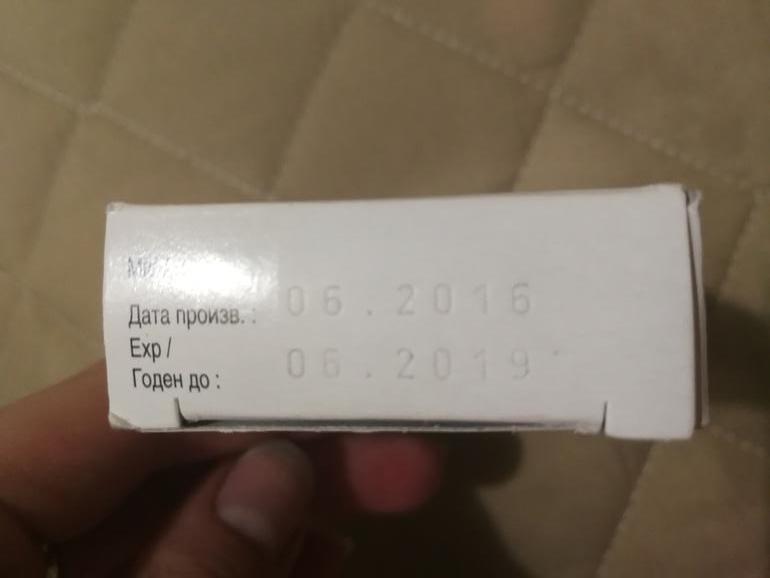 Дата произв. : 06.2016
Exp /
Годен до : 06.2019